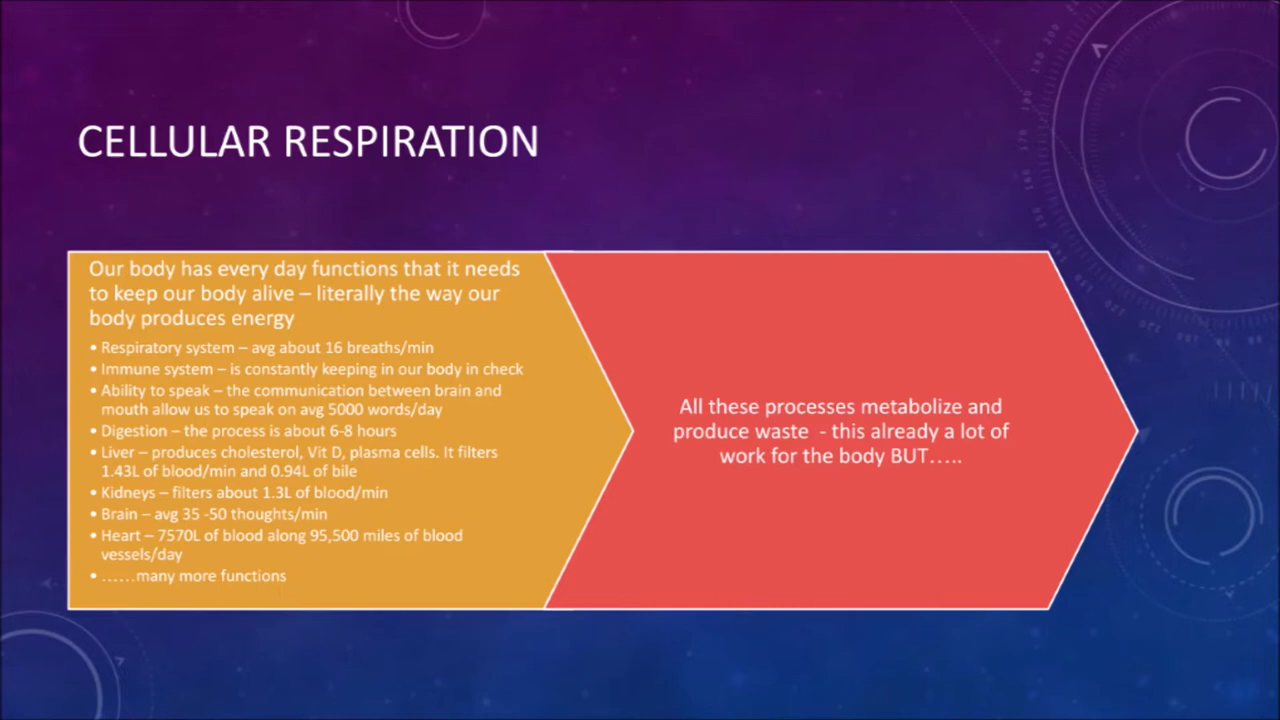 CELLULAR RESPIRATION
Our body has every day functions that it needs
to keep our body alive – literally the way our
body produces energy
• Respiratory system – avg about 16 breaths/min
• Immune system – is constantly keeping in our body in check
• Ability to speak – the communication between brain and
mouth allow us to speak on avg 5000 words/day
• Digestion – the process is about 6-8 hours
• Liver – produces cholesterol, Vit D, plasma cells. It filters
1.43L of blood/min and 0.94L of bile
• Kidneys – filters about 1.3L of blood/min
• Brain – avg 35 -50 thoughts/min
• Heart – 7570L of blood along 95,500 miles of blood
vessels/day
• ……many more functions
All these processes metabolize and
produce waste  - this already a lot of
work for the body BUT…..